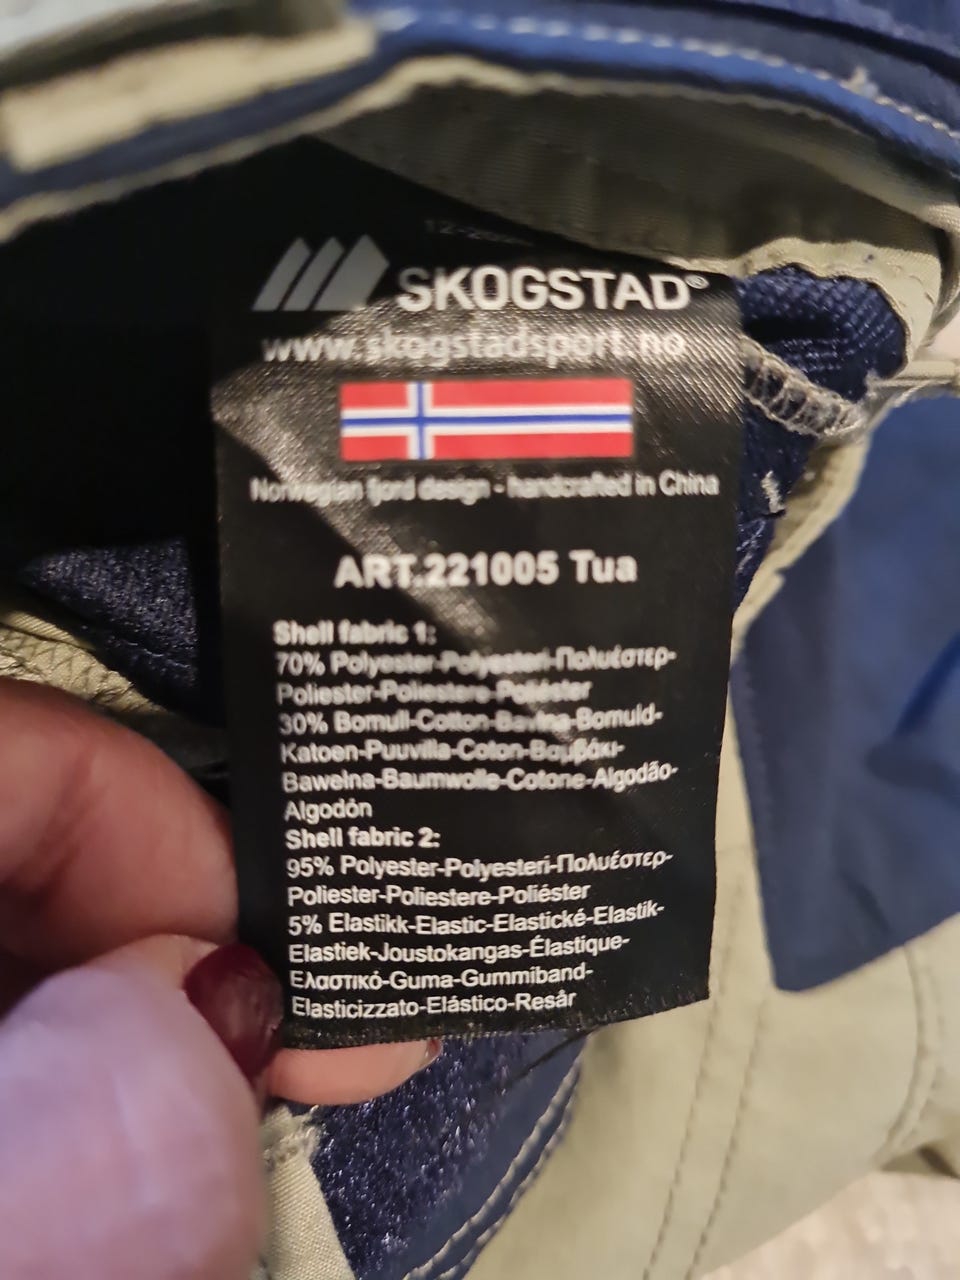 SKOGSTAD®
www.skogstadsport.no
Norwegian fjord design - handcrafted in China
ART.221005 Tua
Shell fabric 1:
70% Polyester-Polyesteri-Πολυέστερ-
Poliester-Poliestere-Poliéster
30% Bomull-Cotton-Bavlna-Bomuld-
Katoen-Puuvilla-Coton-Βαμβάκι-
Bawełna-Baumwolle-Cotone-Algodão-
Algodón
Shell fabric 2:
95% Polyester-Polyesteri-Πολυέστερ-
Poliester-Poliestere-Poliéster
5% Elastikk-Elastic-Elastické-Elastik-
Elastiek-Joustokangas-Élastique-
Ελαστικό-Guma-Gummiband-
Elasticizzato-Elástico-Resår